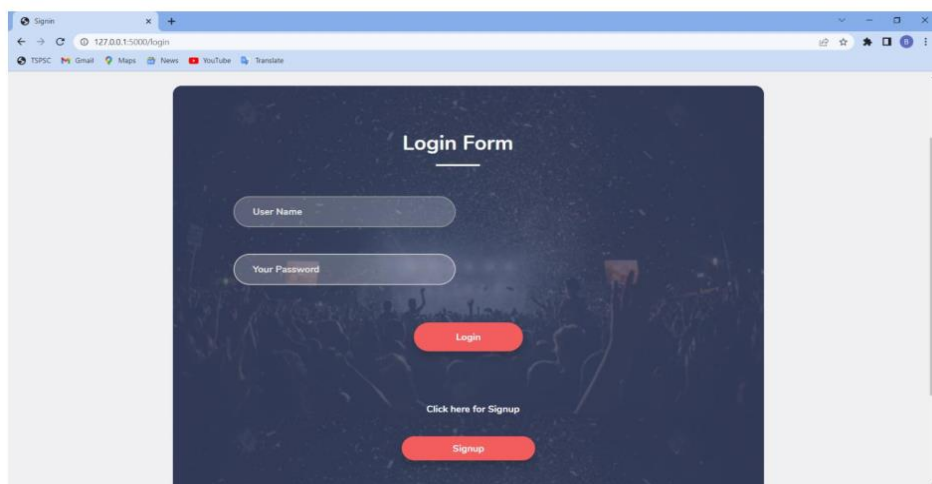 Signin
127.0.0.1:5000/login
B
TSPSC Gmail Maps News YouTube Translate
Login Form
User Name
Your Password
Login
Click here for Signup
Signup